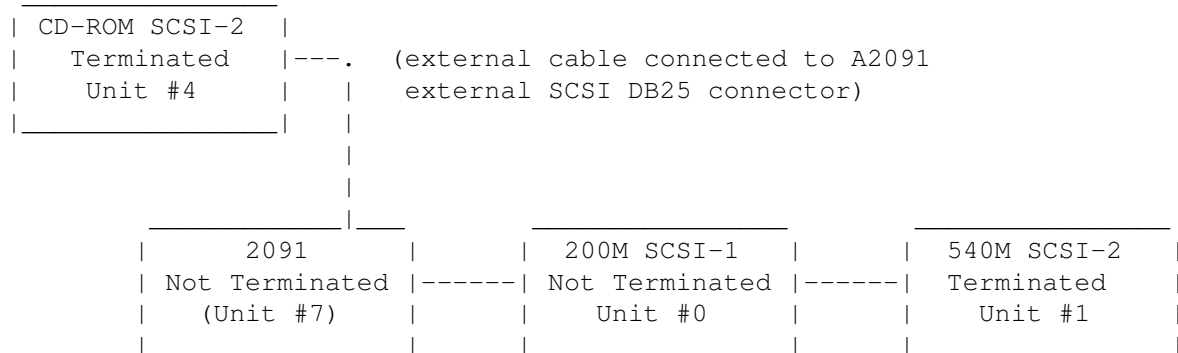 CD-ROM SCSI-2
Terminated (external cable connected to A2091
Unit #4 external SCSI DB25 connector)
2091 200M SCSI-1 540M SCSI-2
Not Terminated Not Terminated Terminated
(Unit #7) Unit #0 Unit #1